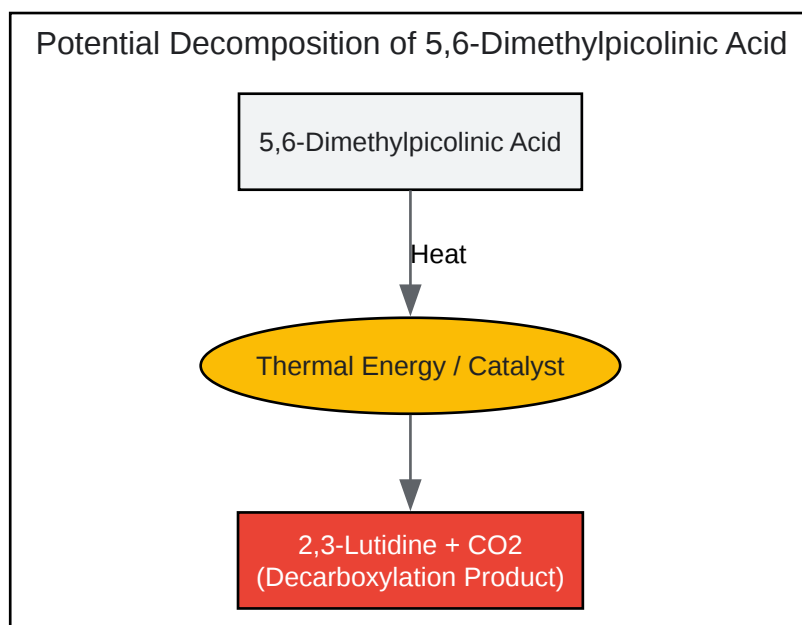 Potential Decomposition of 5,6-Dimethylpicolinic Acid
5,6-Dimethylpicolinic Acid
Heat
Thermal Energy / Catalyst
2,3-Lutidine + CO2
(Decarboxylation Product)